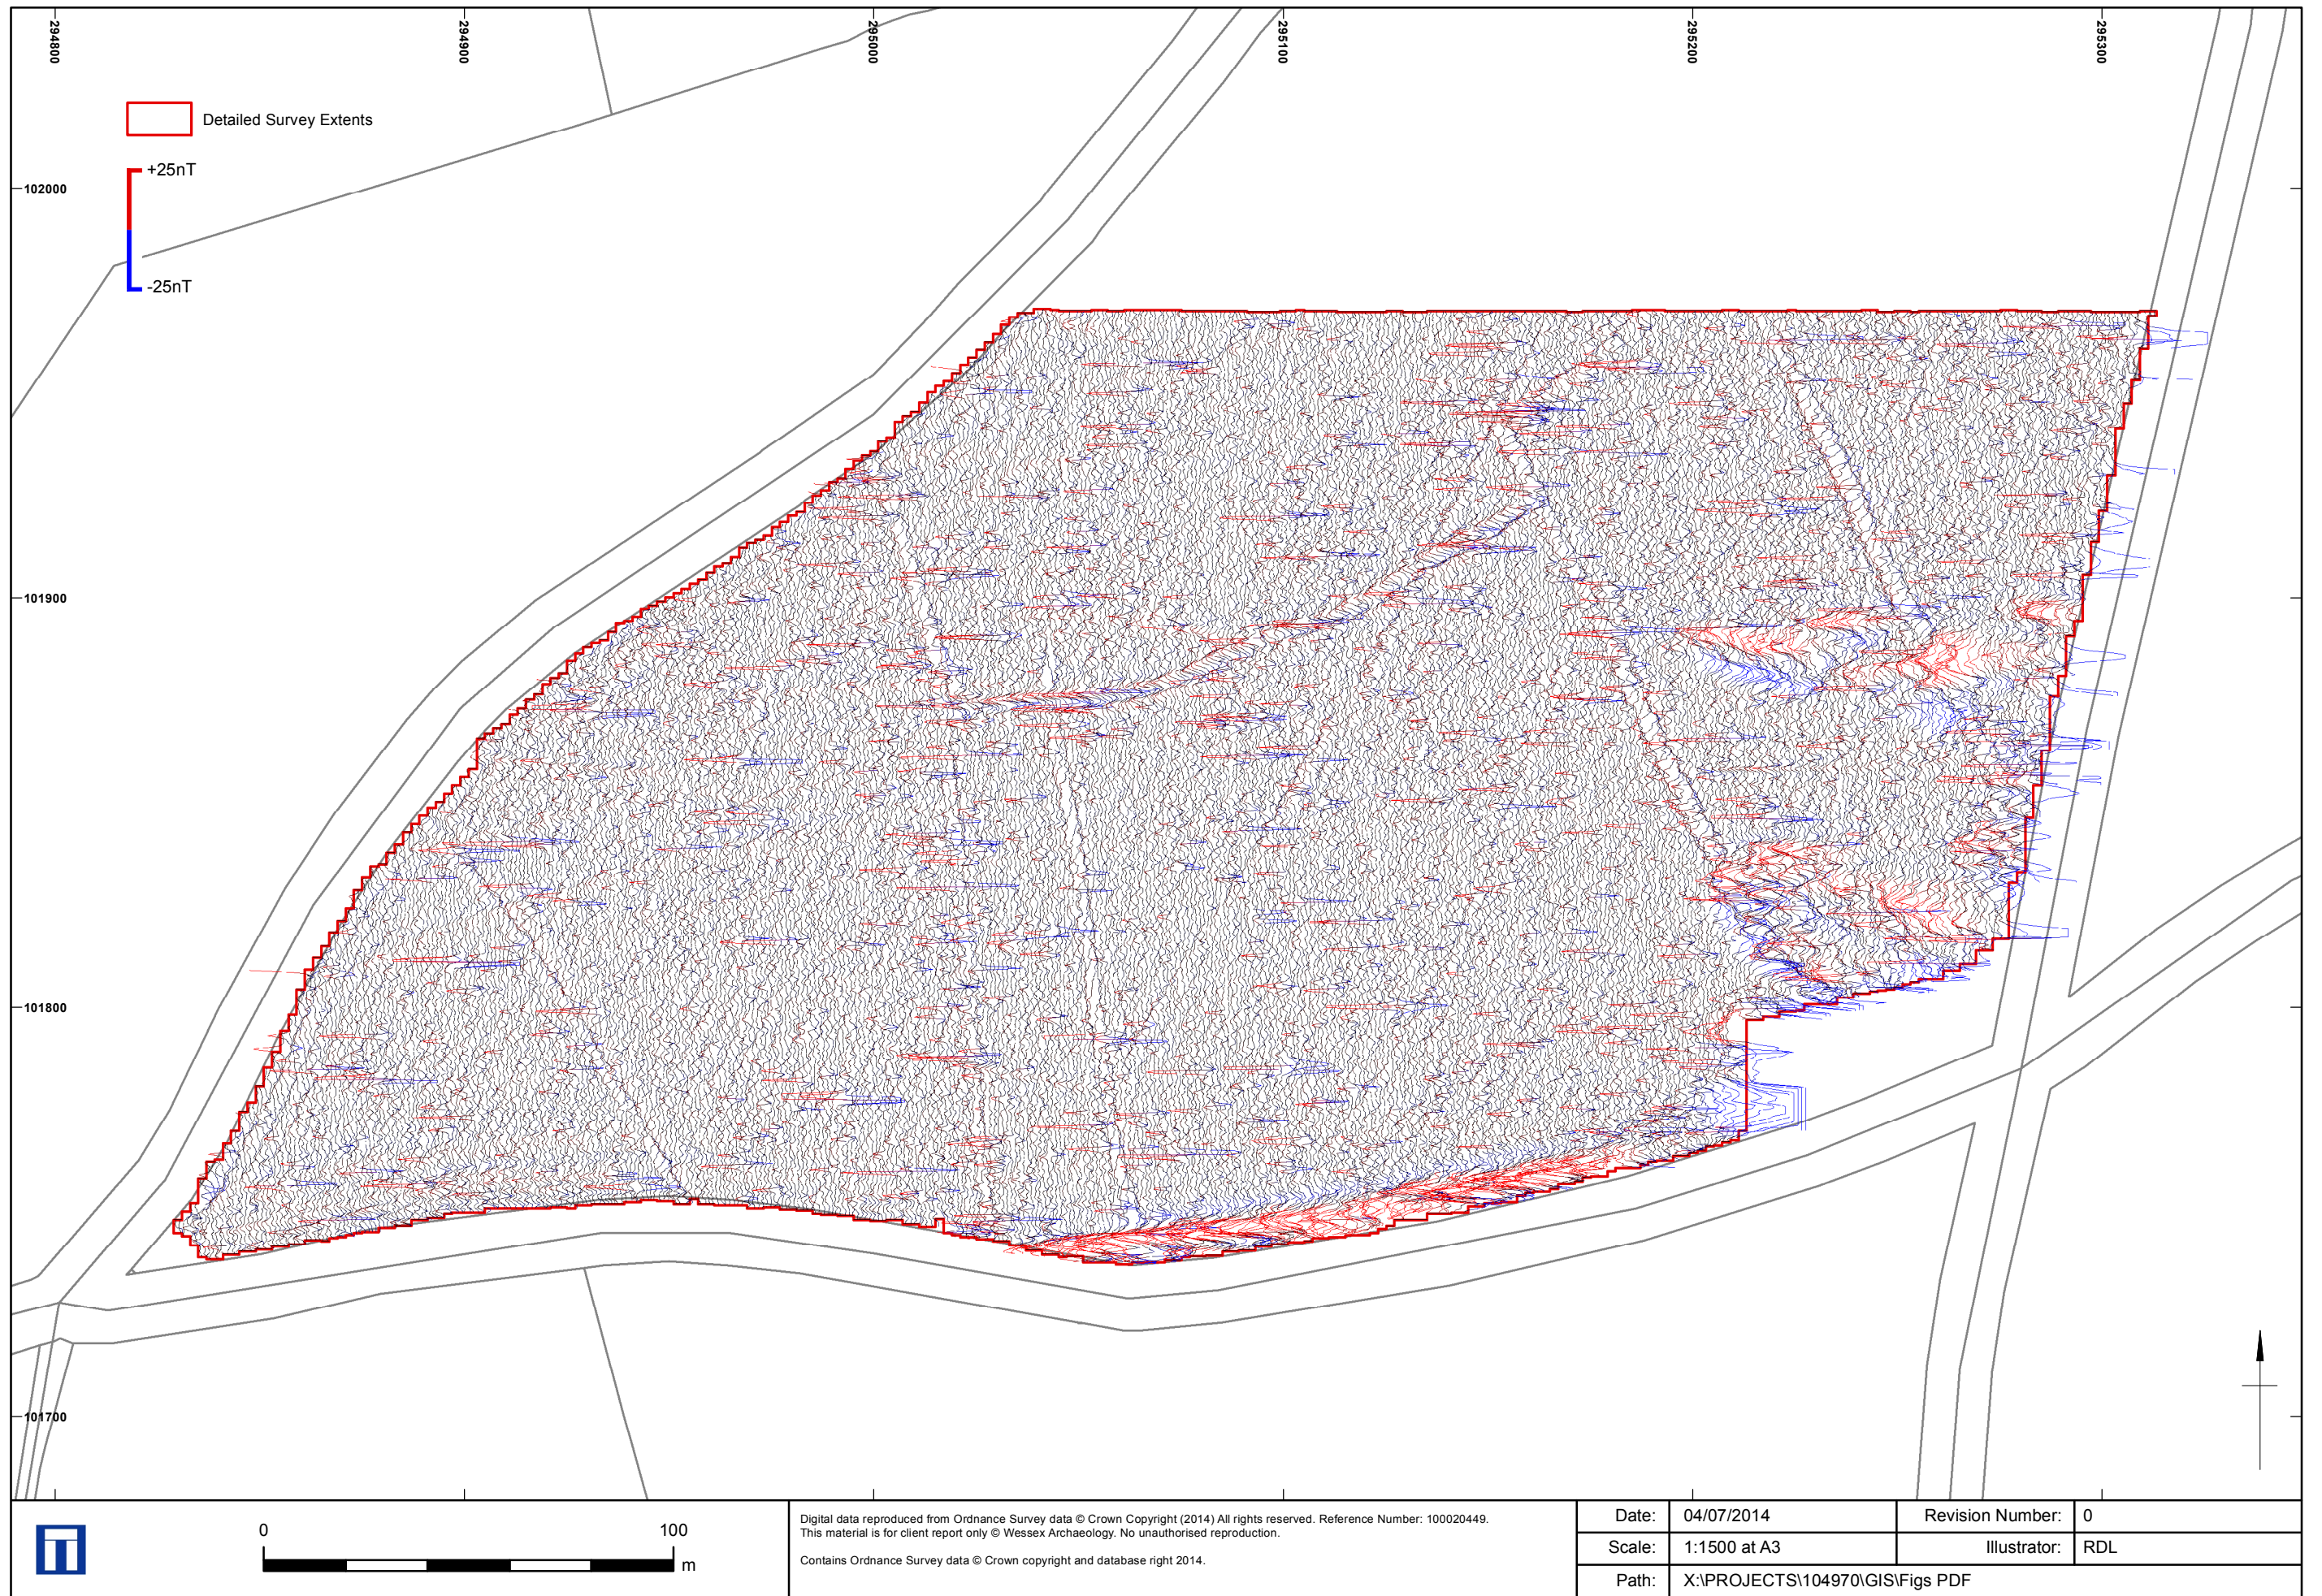 294800
294900
295000
295100
295200
295300
Detailed Survey Extents
+25nT
-25nT
102000
101900
101800
101700
0 100
m
Digital data reproduced from Ordnance Survey data © Crown Copyright (2014) All rights reserved. Reference Number: 100020449.
This material is for client report only © Wessex Archaeology. No unauthorised reproduction.
Contains Ordnance Survey data © Crown copyright and database right 2014.
Date: 04/07/2014 Revision Number: 0
Scale: 1:1500 at A3 Illustrator: RDL
Path: X:\PROJECTS\104970\GIS\Figs PDF